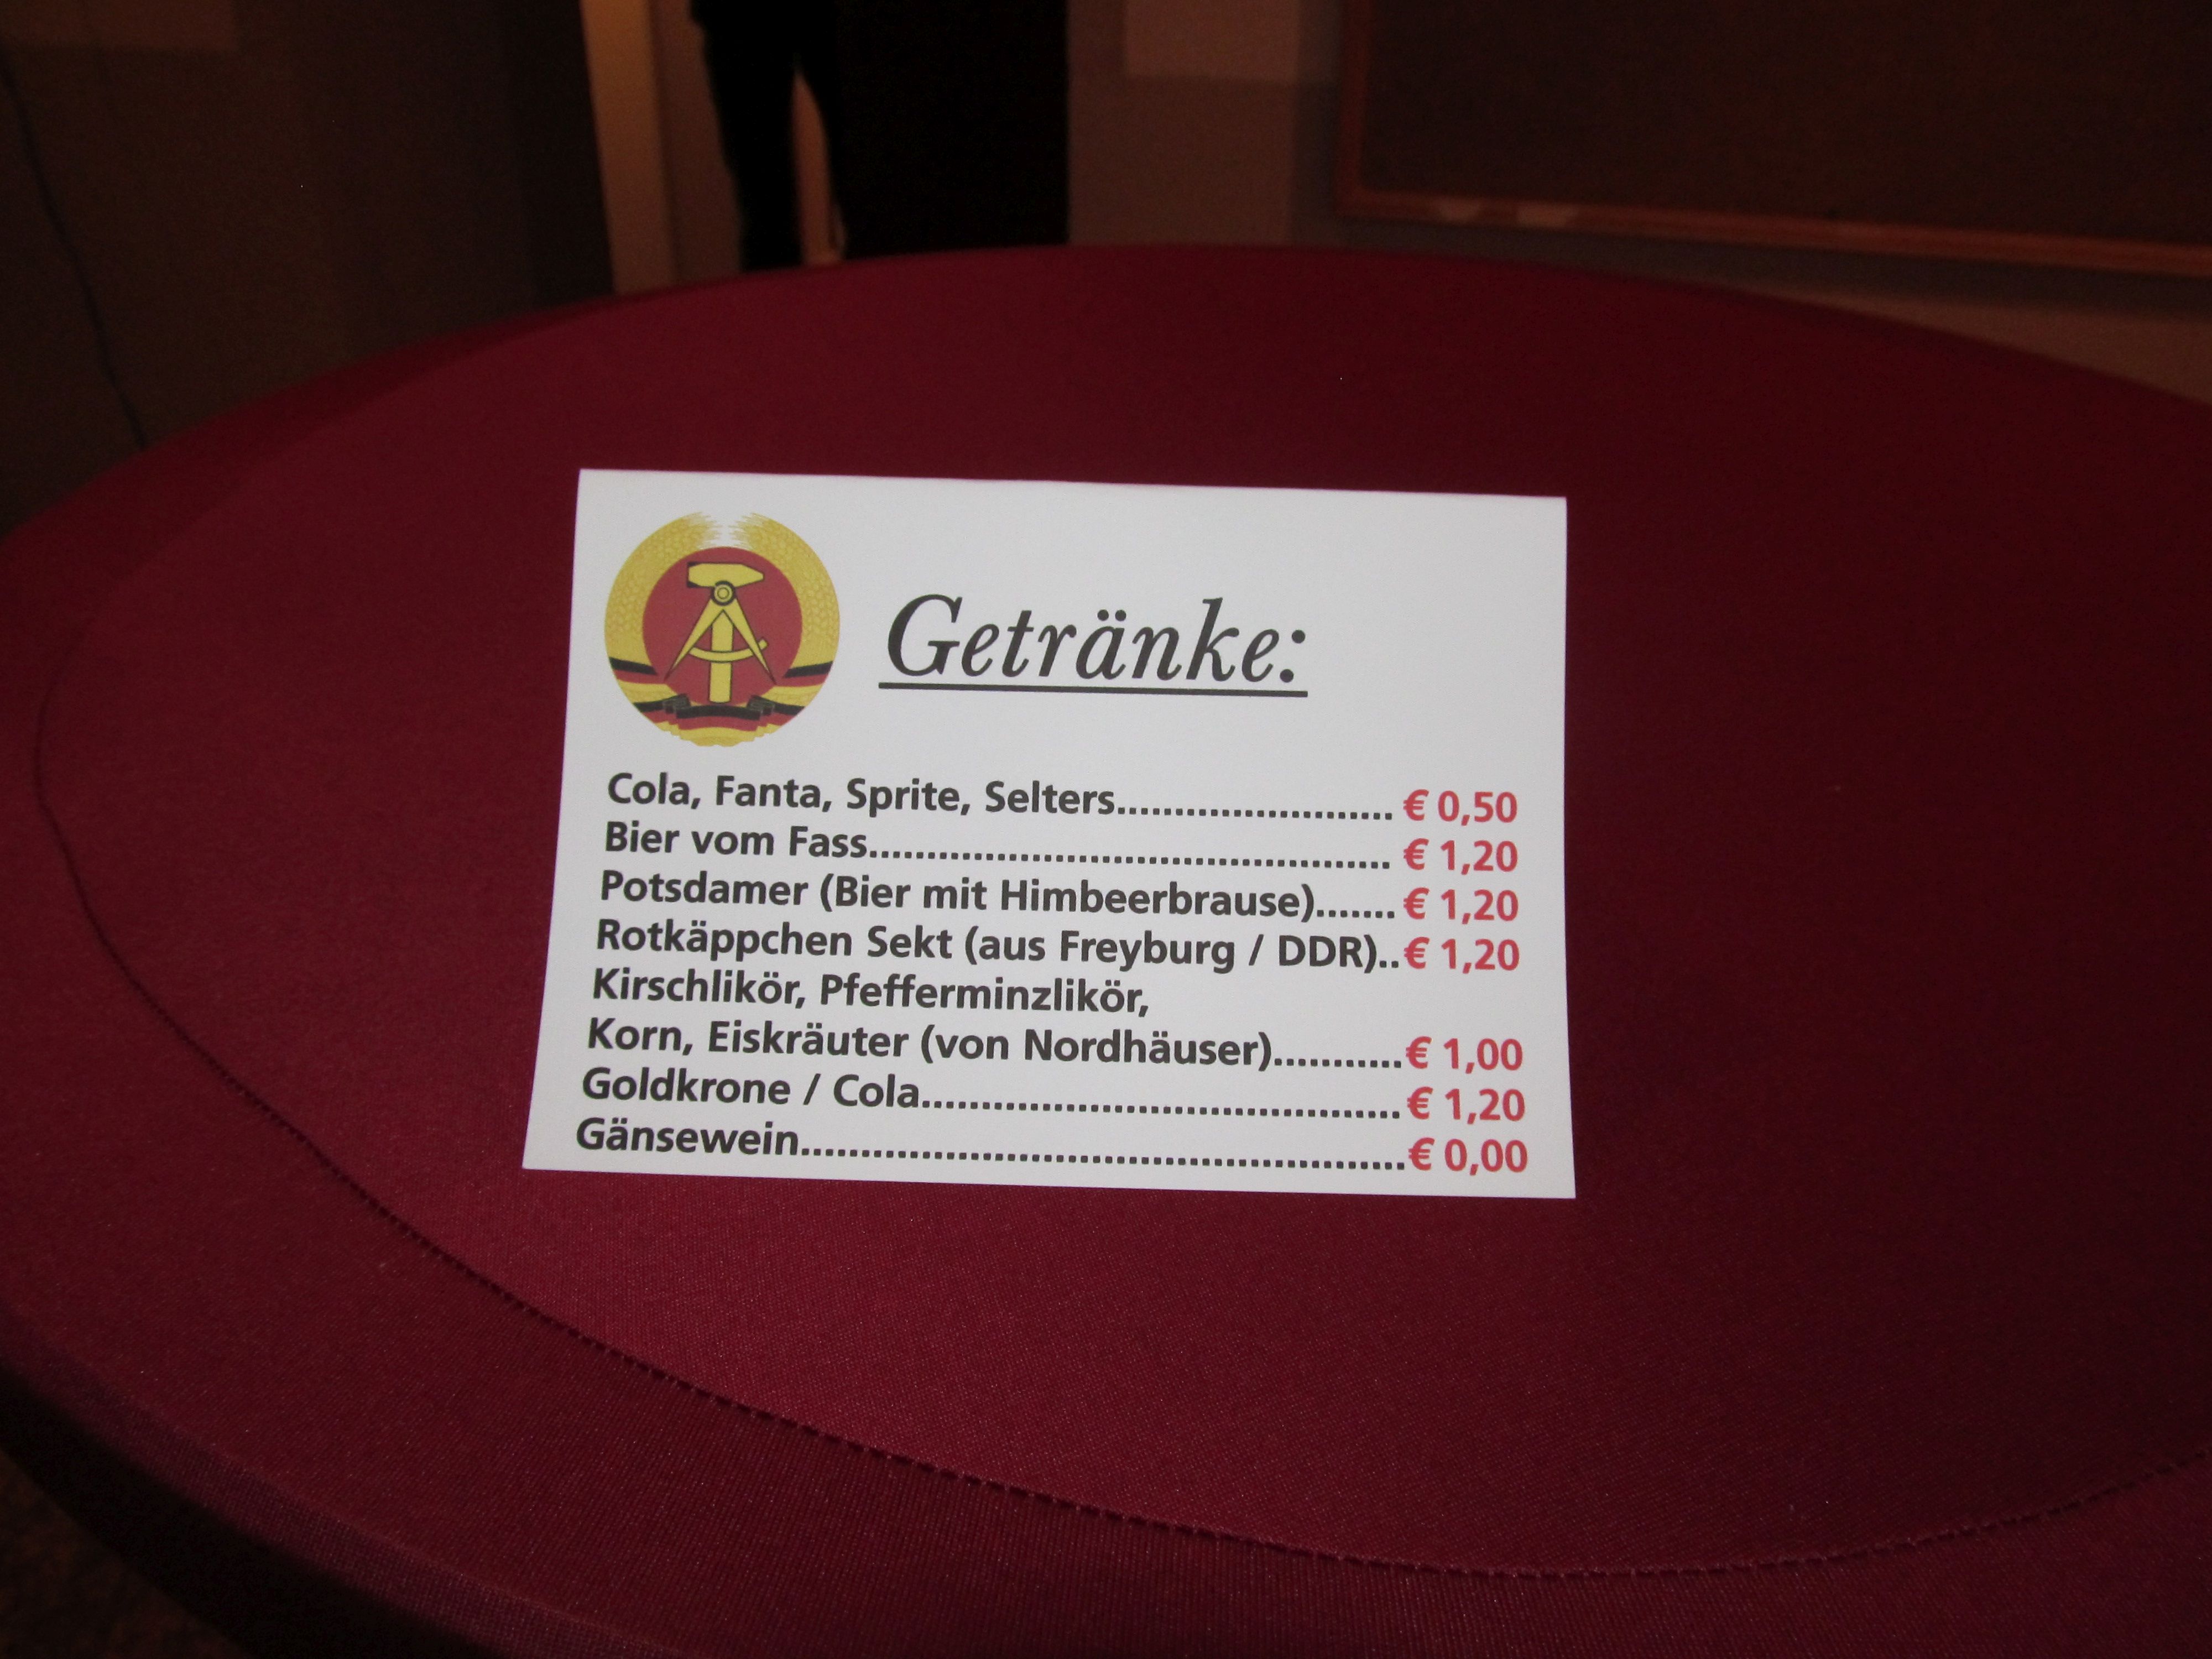 Getränke:
Cola, Fanta, Sprite, Selters....................... € 0,50
Bier vom Fass............................................ € 1,20
Potsdamer (Bier mit Himbeerbrause)....... € 1,20
Rotkäppchen Sekt (aus Freyburg / DDR)..€ 1,20
Kirschlikör, Pfefferminzlikör,
Korn, Eiskräuter (von Nordhäuser)...........€ 1,00
Goldkrone / Cola........................................€ 1,20
Gänsewein..................................................€ 0,00